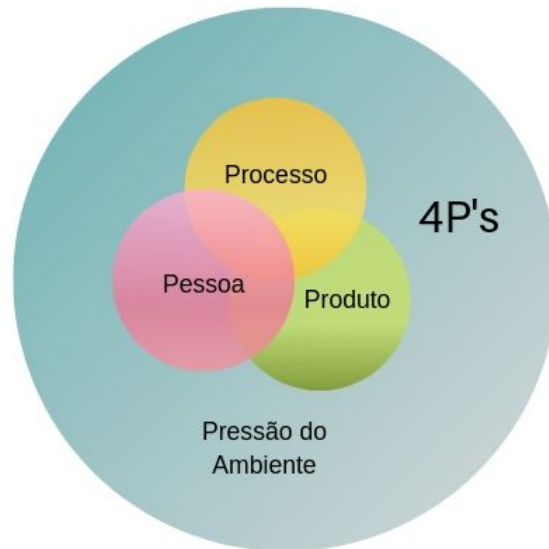 Processo
4P's
Pessoa
Produto
Pressão do
Ambiente